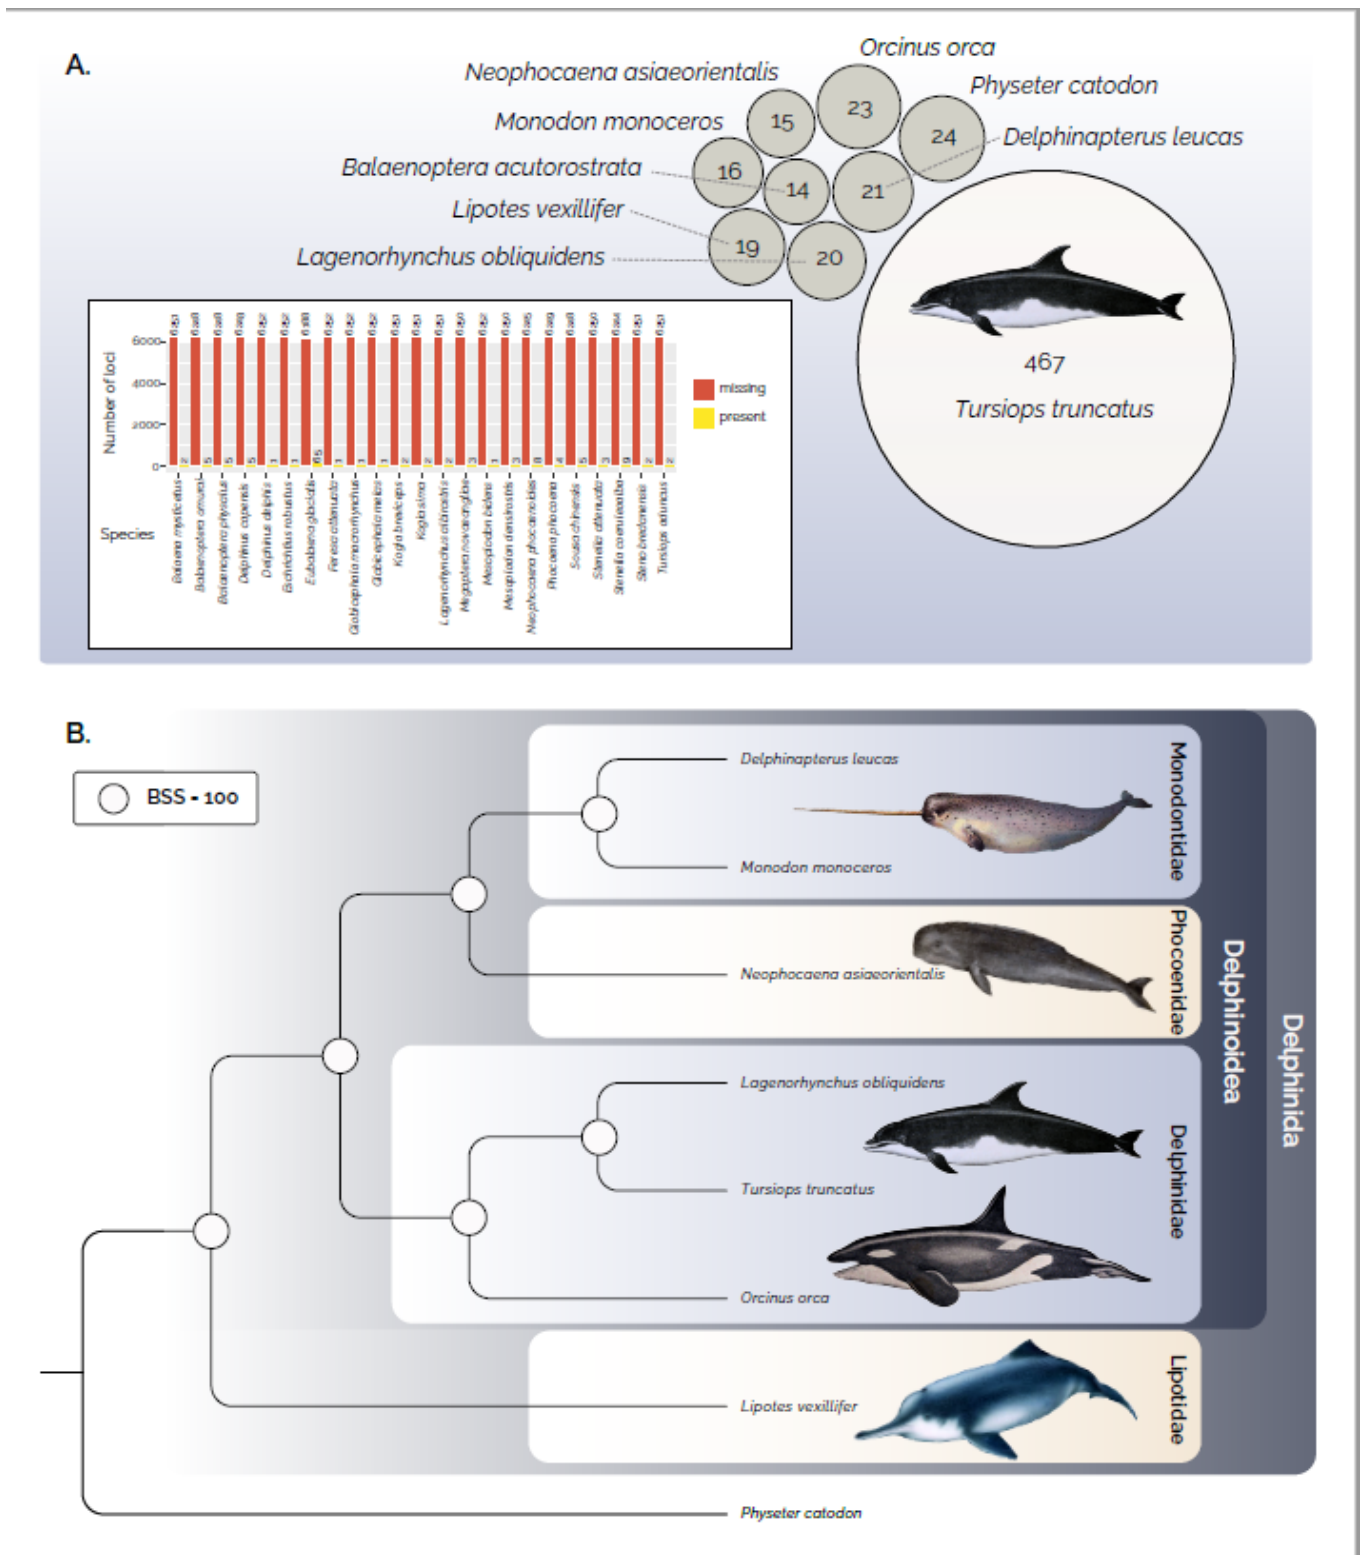 A.
Orcinus orca
Neophocaena asiaeorientalis
Physeter catodon
Monodon monoceros
Delphinapterus leucas
Balaenoptera acutorostrata
Lipotes vexillifer
Lagenorhynchus obliquidens
23
15
24
16
14
21
19
20
467
Tursiops truncatus
Number of loci
6000
4000
2000
0
missing
present
Species
Balaena mysticetus
Balaenoptera physalus
Delphinus capensis
Delphinus delphis
Eschrichtius robustus
Eubalaena glacialis
Feresa attenuata
Globicephala macrorhynchus
Globicephala melas
Kogia breviceps
Kogia sima
Lagenorhynchus albirostris
Megaptera novaeangliae
Mesoplodon bidens
Mesoplodon densirostris
Neophocaena phocaenoides
Phocoena phocoena
Sousa chinensis
Stenella attenuata
Stenella coeruleoalba
Steno bredanensis
Tursiops aduncus
B.
BSS - 100
Delphinapterus leucas
Monodon monoceros
Monodontidae
Neophocaena asiaeorientalis
Phocoenidae
Lagenorhynchus obliquidens
Tursiops truncatus
Orcinus orca
Delphinidae
Delphinoidea
Delphinida
Lipotes vexillifer
Lipotidae
Physeter catodon